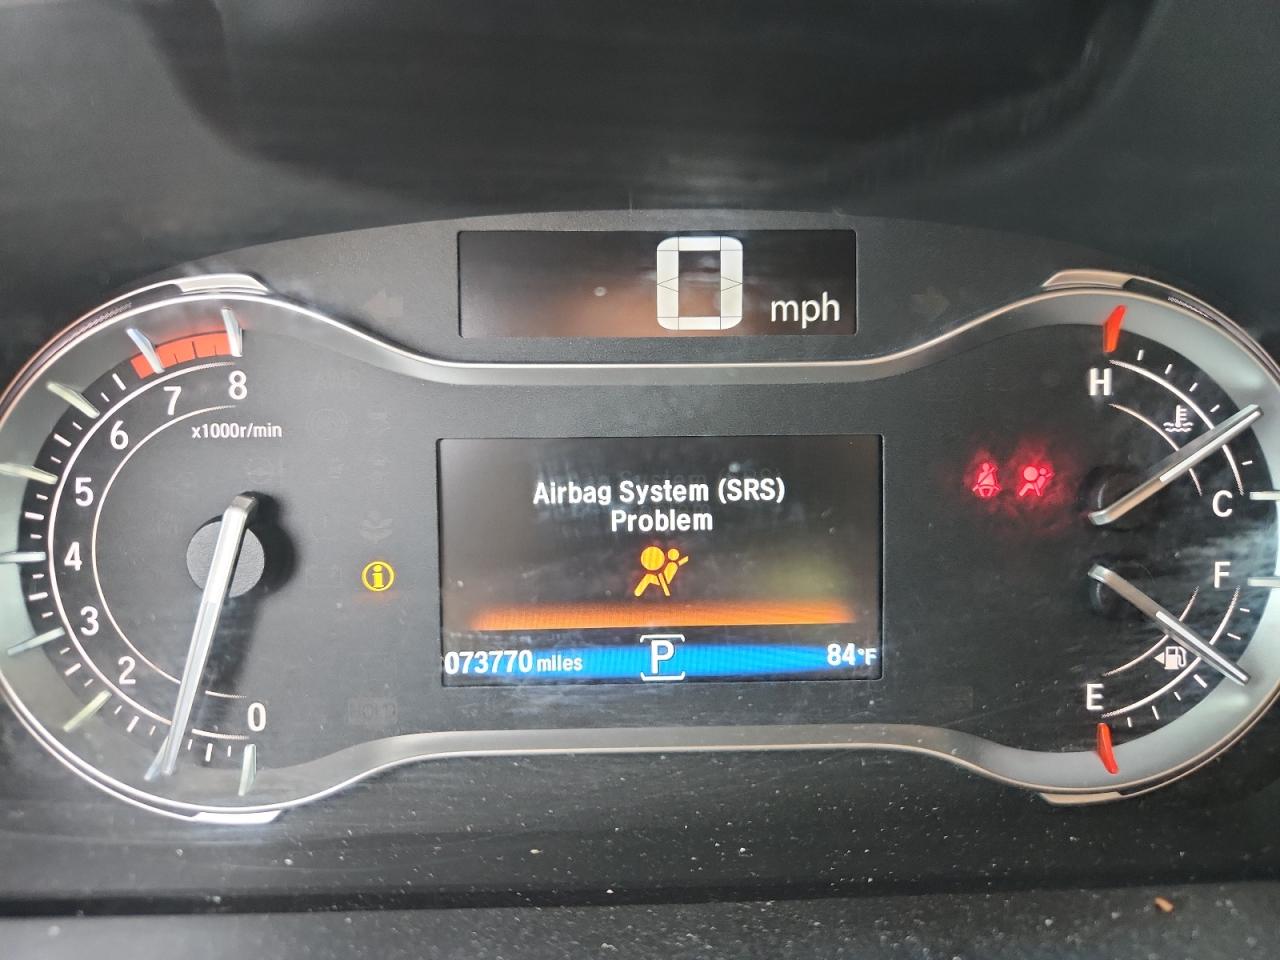 0 mph
8
7
6
x1000r/min
5
4
3
2
0
Airbag System (SRS)
Problem
073770 miles P 84°F
H
C
F
E